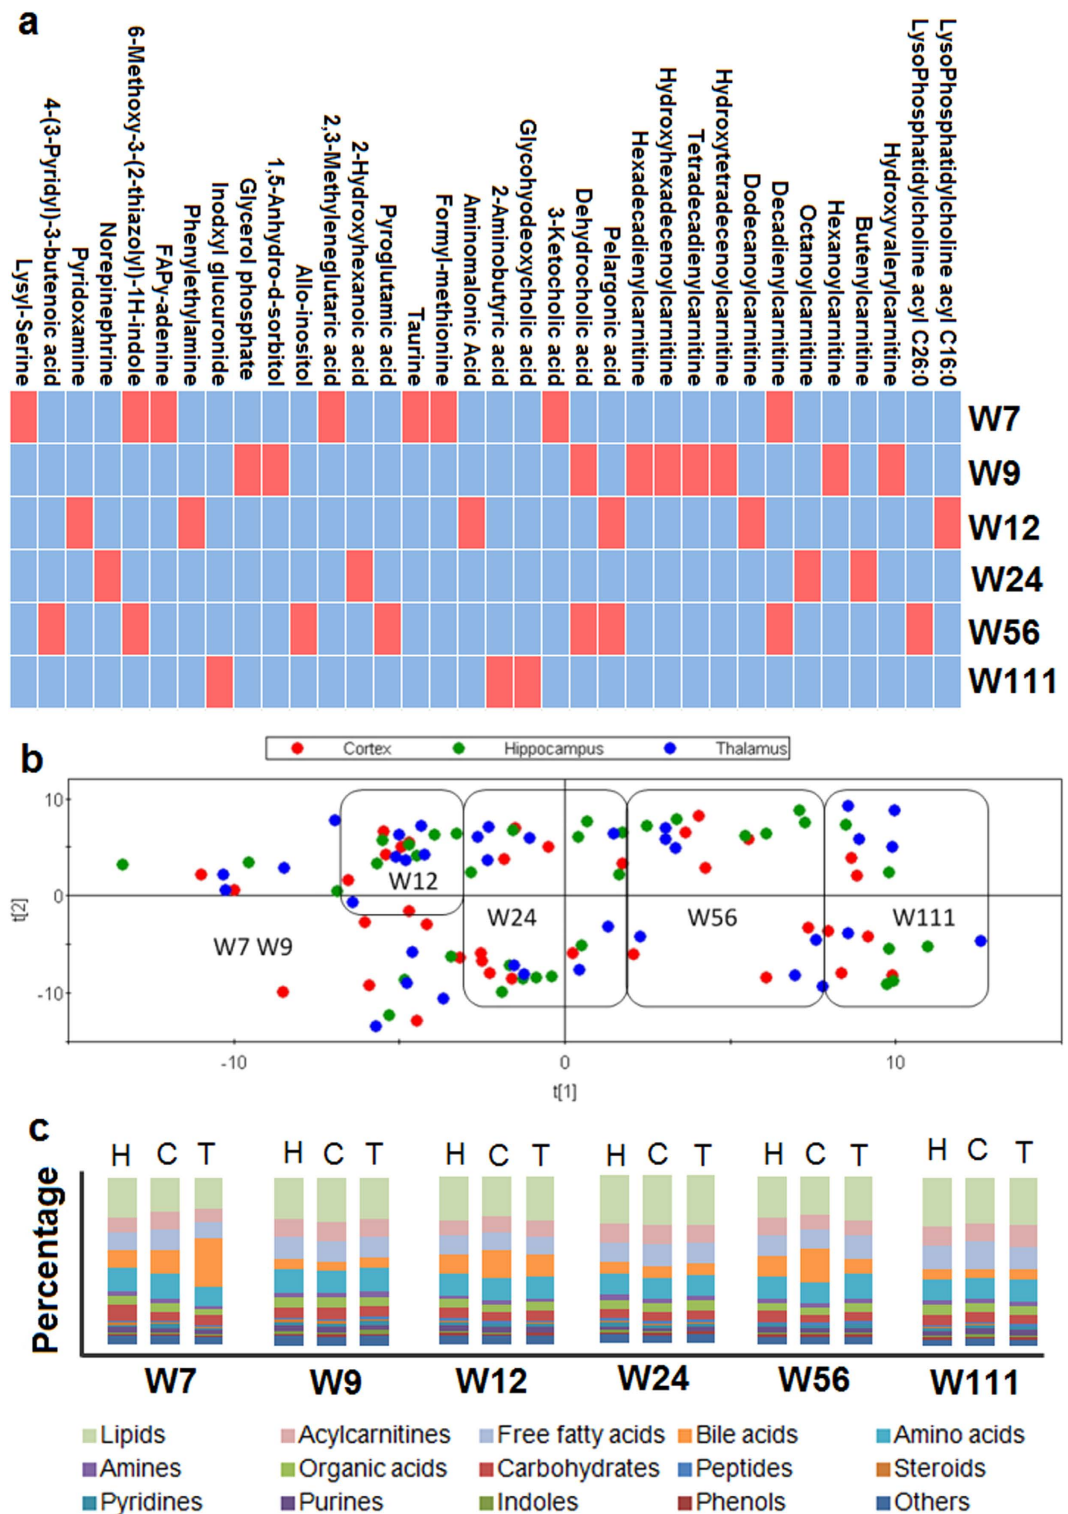 a
Lysyl-Serine
4-(3-Pyridyl)-3-butenoic acid
Pyridoxamine
Norepinephrine
6-Methoxy-3-(2-thiazolyl)-1H-indole
FAPy-adenine
Phenylethylamine
Inodxyl glucuronide
Glycerol phosphate
1,5-Anhydro-d-sorbitol
Allo-inositol
2,3-Methyleneglutaric acid
2-Hydroxyhexanoic acid
Pyroglutamic acid
Taurine
Formyl-methionine
Aminomalonic Acid
2-Aminobutyric acid
Glycohyodeoxycholic acid
3-Ketocholic acid
Dehydrocholic acid
Pelargonic acid
Hexadecadienylcarnitine
Hydroxyhexadecenoylcarnitine
Tetradecadienylcarnitine
Hydroxytetradecenoylcarnitine
Dodecanoylcarnitine
Decadienylcarnitine
Octanoylcarnitine
Hexanoylcarnitine
Butenylcarnitine
Hydroxyvalerylcarnitine
LysoPhosphatidylcholine acyl C26:0
LysoPhosphatidylcholine acyl C16:0
W7
W9
W12
W24
W56
W111
b
Cortex Hippocampus Thalamus
10
0
-10
t[2]
W12
W7 W9
W24
W56
W111
-10 0 10
t[1]
c
H C T H C T H C T H C T H C T H C T
Percentage
W7 W9 W12 W24 W56 W111
Lipids Acylcarnitines Free fatty acids Bile acids Amino acids
Amines Organic acids Carbohydrates Peptides Steroids
Pyridines Purines Indoles Phenols Others